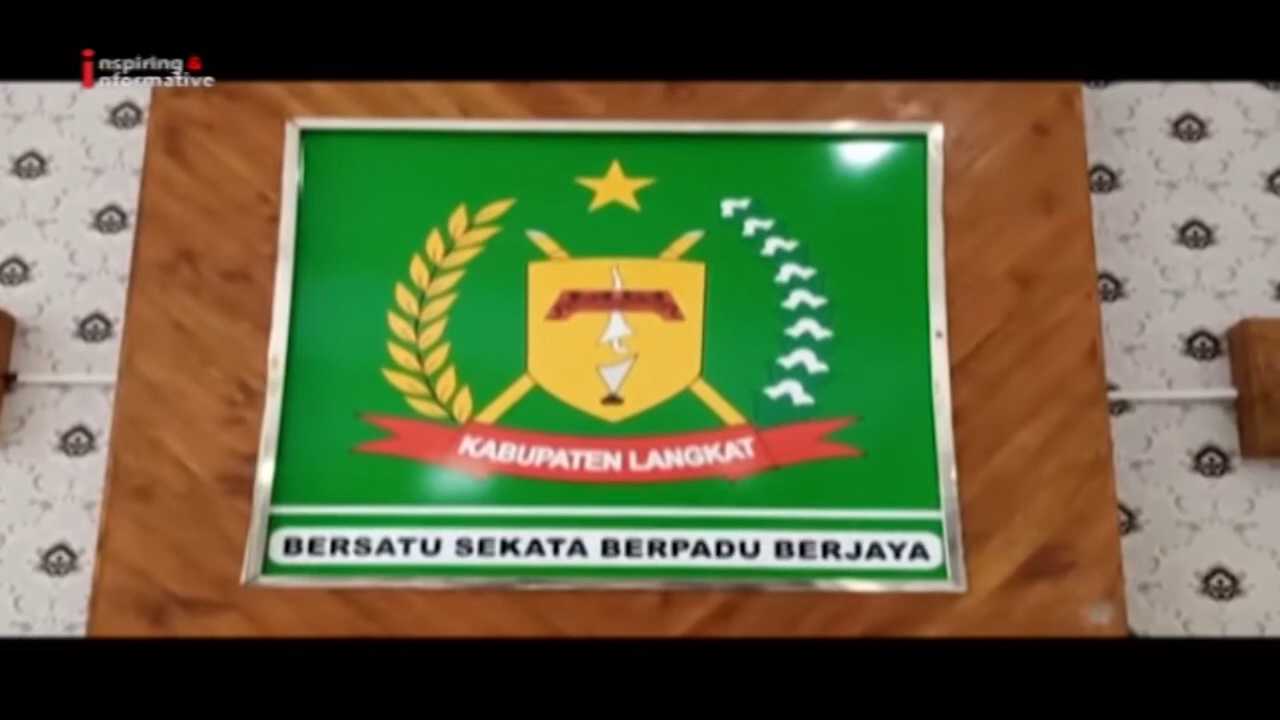 inspiring &
informative
KABUPATEN LANGKAT
BERSATU SEKATA BERPADU BERJAYA